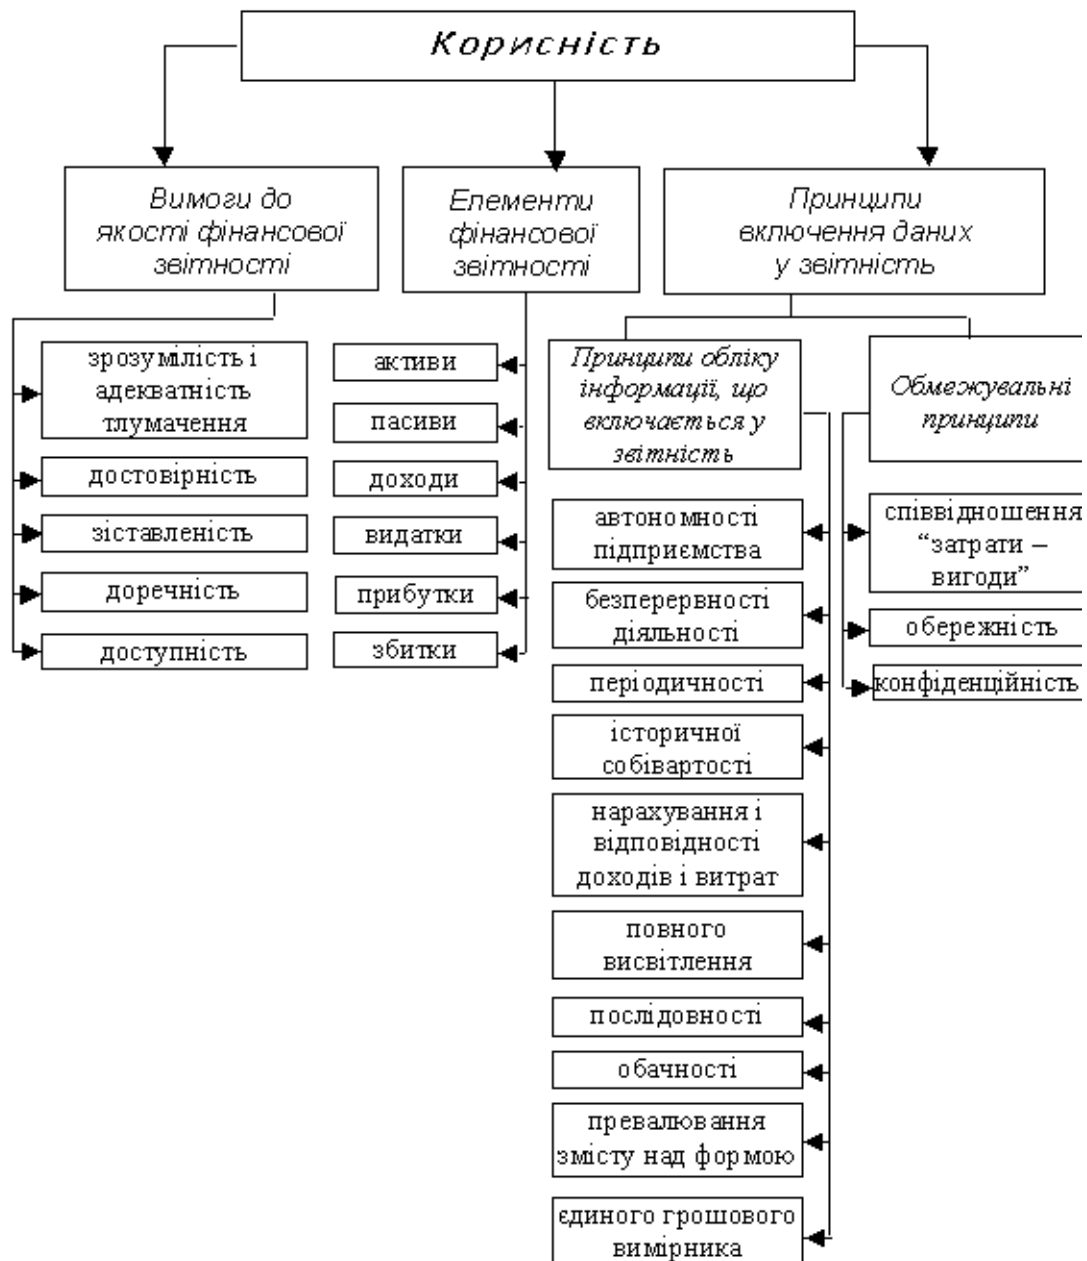 Корисність
Вимоги до
якості фінансової
звітності
Елементи
фінансової
звітності
Принципи
включення даних
у звітність
зрозумілість і
адекватність
тлумачення
достовірність
зіставленість
доречність
доступність
активи
пасиви
доходи
видатки
прибутки
збитки
Принципи обліку
інформації, що
включається у
звітність
автономності
підприємства
безперервності
діяльності
періодичності
історичної
собівартості
нарахування і
відповідності
доходів і витрат
повного
висвітлення
послідовності
обачності
превалювання
змісту над формою
єдиного грошового
вимірника
Обмежувальні
принципи
співвідношення
“затрати –
вигоди”
обережність
конфіденційність